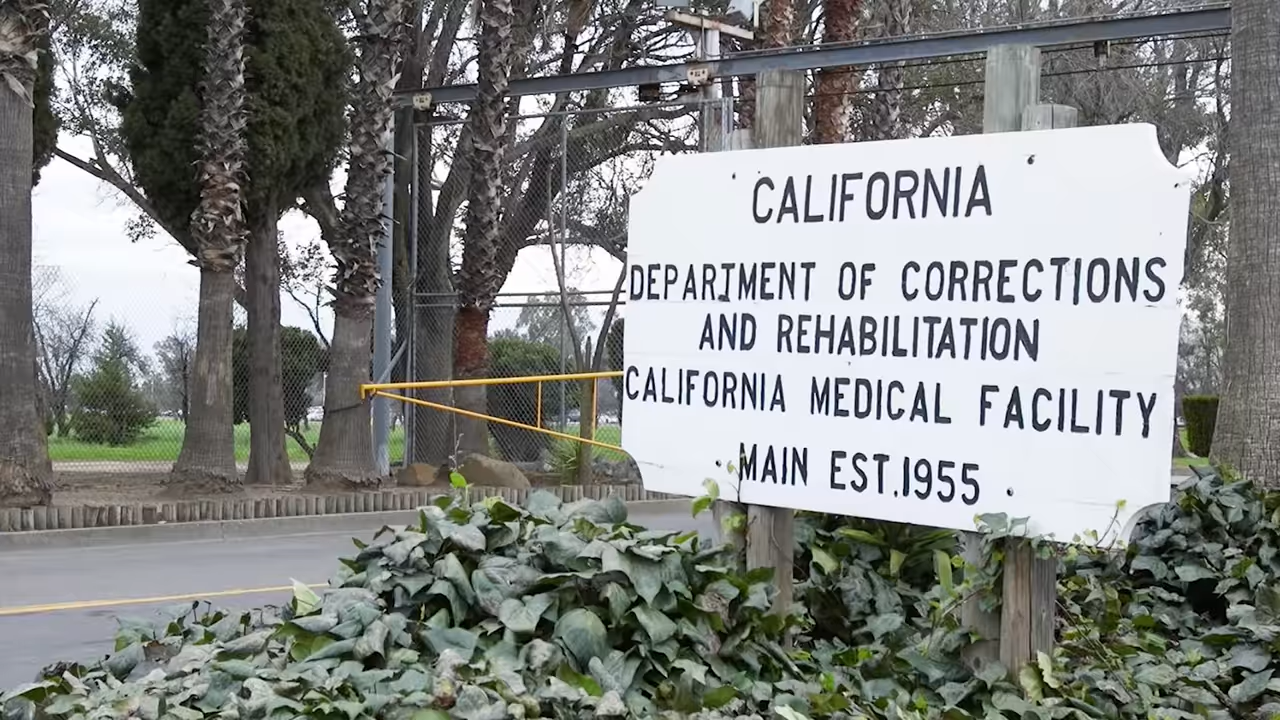 CALIFORNIA
DEPARTMENT OF CORRECTIONS
AND REHABILITATION
CALIFORNIA MEDICAL FACILITY
MAIN EST.1955